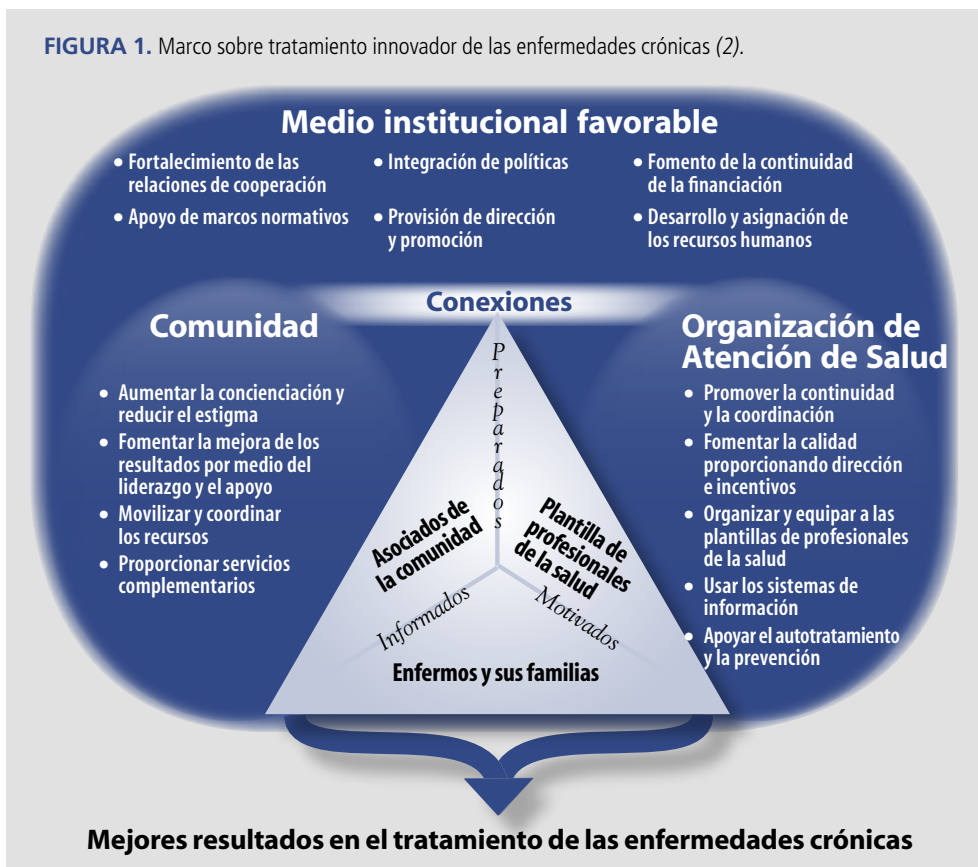 FIGURA 1. Marco sobre tratamiento innovador de las enfermedades crónicas (2).
Medio institucional favorable
• Fortalecimiento de las
relaciones de cooperación
• Apoyo de marcos normativos
• Integración de políticas
• Provisión de dirección
y promoción
• Fomento de la continuidad
de la financiación
• Desarrollo y asignación de
los recursos humanos
Conexiones
Comunidad
• Aumentar la concienciación y
reducir el estigma
• Fomentar la mejora de los
resultados por medio del
liderazgo y el apoyo
• Movilizar y coordinar
los recursos
• Proporcionar servicios
complementarios
Preparados
Asociados de
la comunidad
Plantilla de
profesionales
de la salud
Informados
Motivados
Enfermos y sus familias
Organización de
Atención de Salud
• Promover la continuidad
y la coordinación
• Fomentar la calidad
proporcionando dirección
e incentivos
• Organizar y equipar a las
plantillas de profesionales
de la salud
• Usar los sistemas de
información
• Apoyar el autotratamiento
y la prevención
Mejores resultados en el tratamiento de las enfermedades crónicas